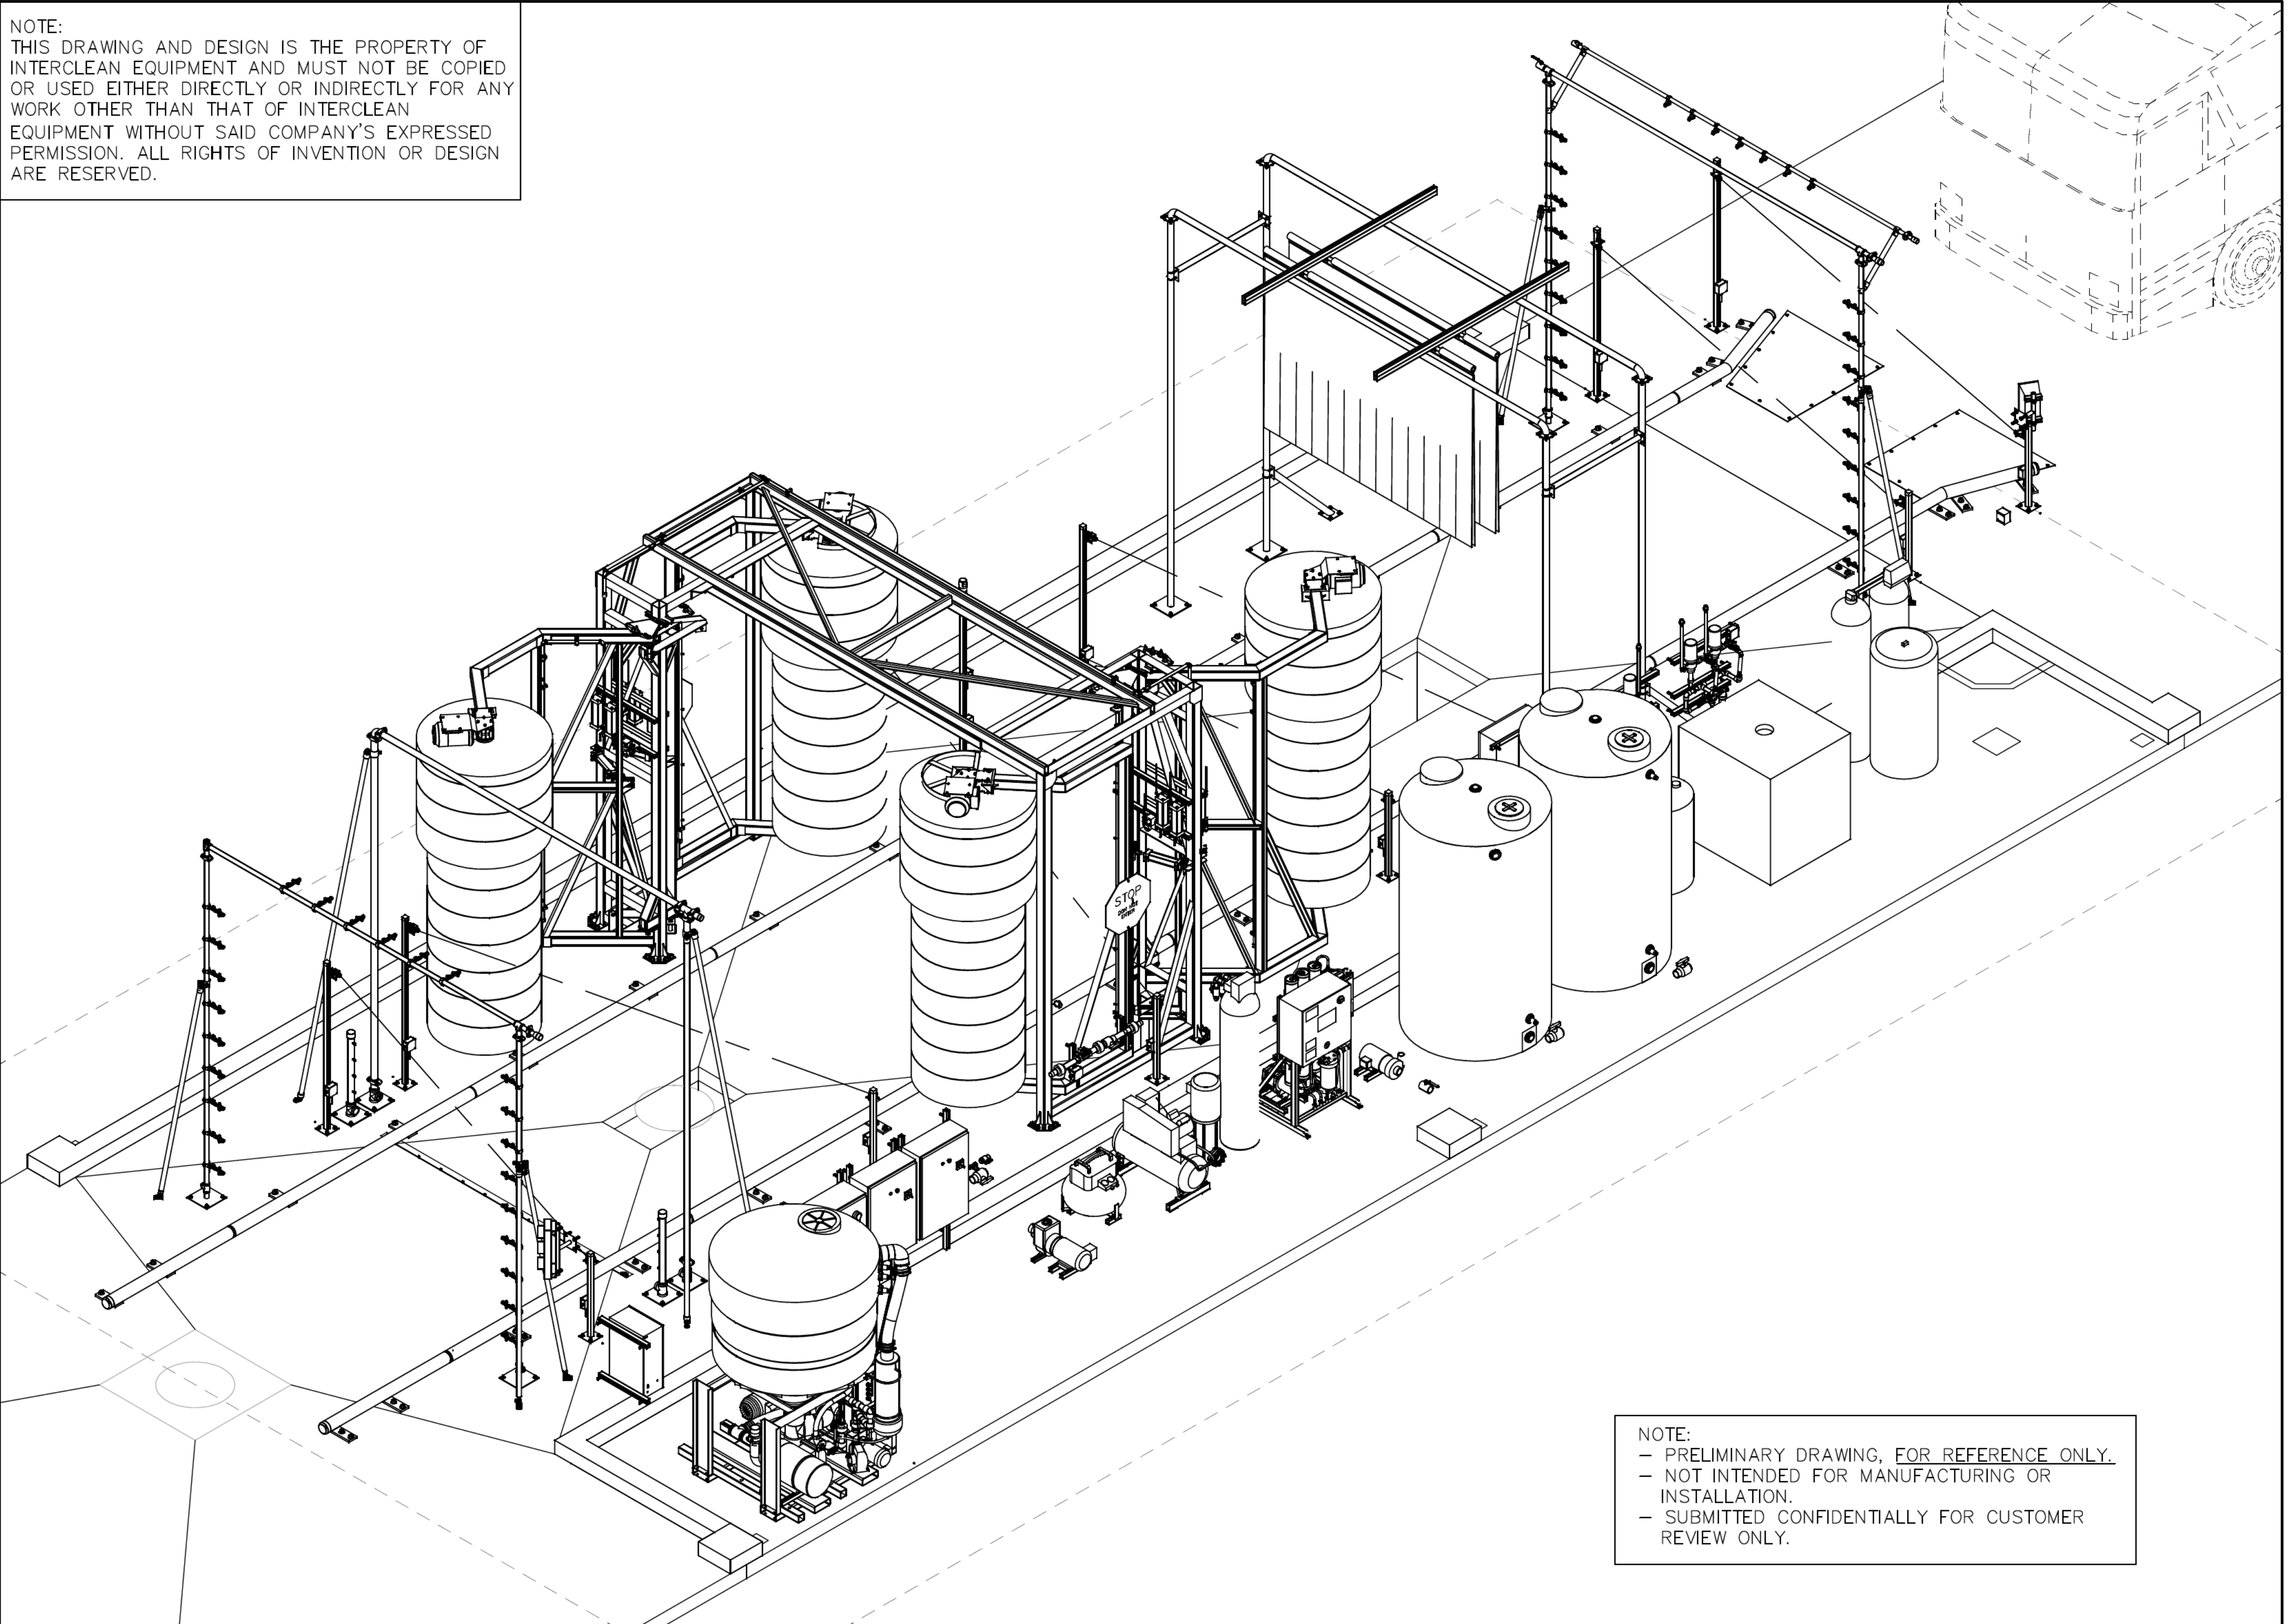 NOTE:
THIS DRAWING AND DESIGN IS THE PROPERTY OF
INTERCLEAN EQUIPMENT AND MUST NOT BE COPIED
OR USED EITHER DIRECTLY OR INDIRECTLY FOR ANY
WORK OTHER THAN THAT OF INTERCLEAN
EQUIPMENT WITHOUT SAID COMPANY'S EXPRESSED
PERMISSION. ALL RIGHTS OF INVENTION OR DESIGN
ARE RESERVED.
STOP
NOTE:
– PRELIMINARY DRAWING, FOR REFERENCE ONLY.
– NOT INTENDED FOR MANUFACTURING OR
INSTALLATION.
– SUBMITTED CONFIDENTIALLY FOR CUSTOMER
REVIEW ONLY.